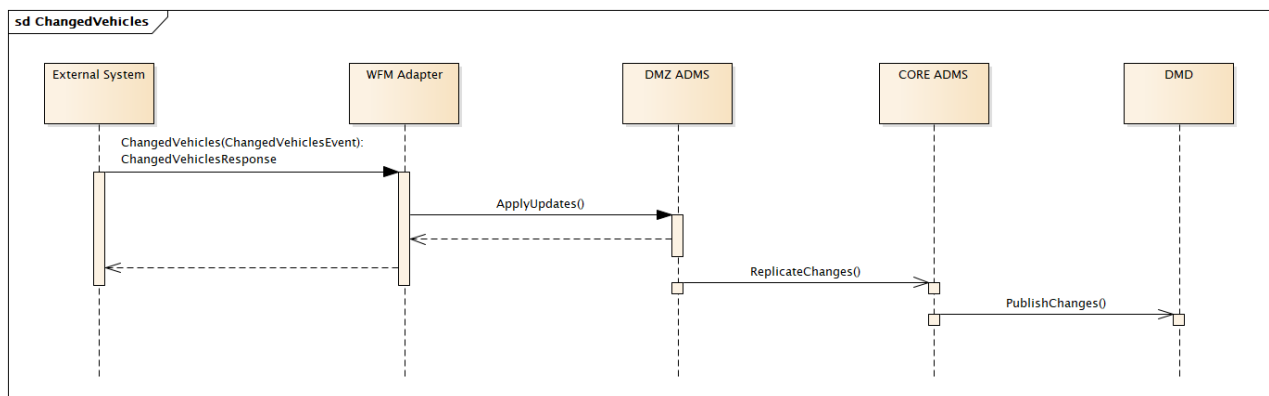 sd ChangedVehicles
External System
WFM Adapter
DMZ ADMS
CORE ADMS
DMD
ChangedVehicles(ChangedVehiclesEvent):
ChangedVehiclesResponse
ApplyUpdates()
ReplicateChanges()
PublishChanges()